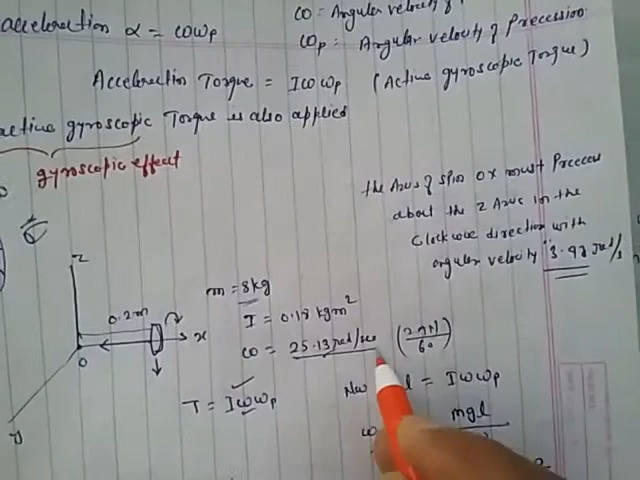 acceleration α = ωωp
ω = Angular velocity of
ωp : Angular velocity of Precession
Acceleration Torque = Iωωp (Active gyroscopic Torque)
active gyroscopic Torque is also applied
gyroscopic effect
the Axis of spin OX must Precess
about the Z Axis in the
Clockwise direction with
angular velocity 3.98 rad/s
Z
0.2m
x
O
y
m = 8kg
I = 0.18 kgm²
ω = 25.13 rad/sec (2πN/60)
T = Iωωp
l = Iωωp
mgl